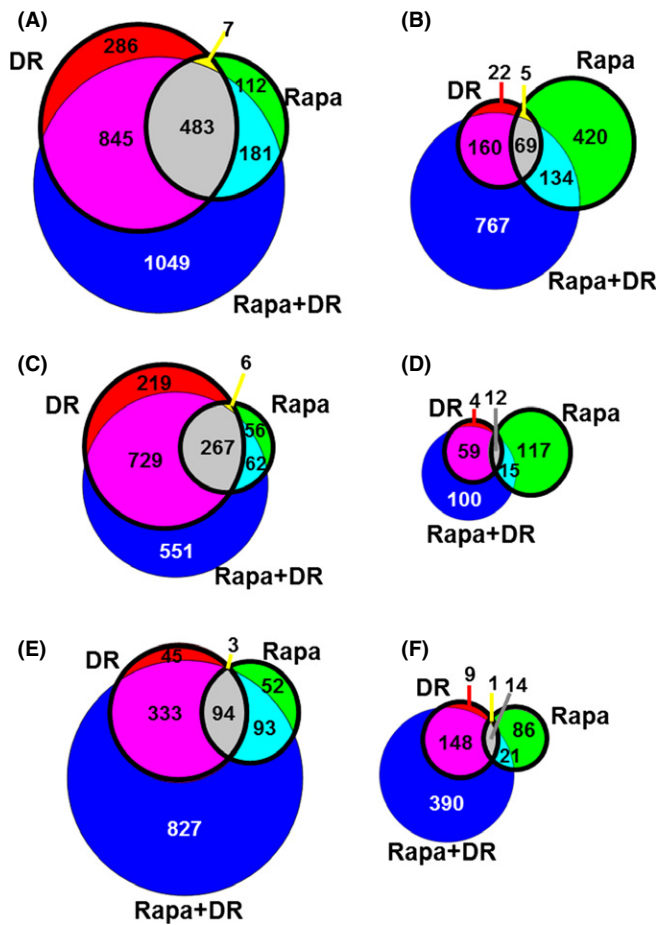 (A)
7
DR
286
112
Rapa
845
483
181
1049
Rapa+DR
(B)
22
5
Rapa
DR
160
69
420
134
767
Rapa+DR
(C)
6
DR
219
Rapa
56
729
267
62
551
Rapa+DR
(D)
4
12
DR
Rapa
59
117
15
100
Rapa+DR
(E)
3
DR
45
Rapa
52
333
94
93
827
Rapa+DR
(F)
9
1
14
DR
Rapa
148
86
21
390
Rapa+DR